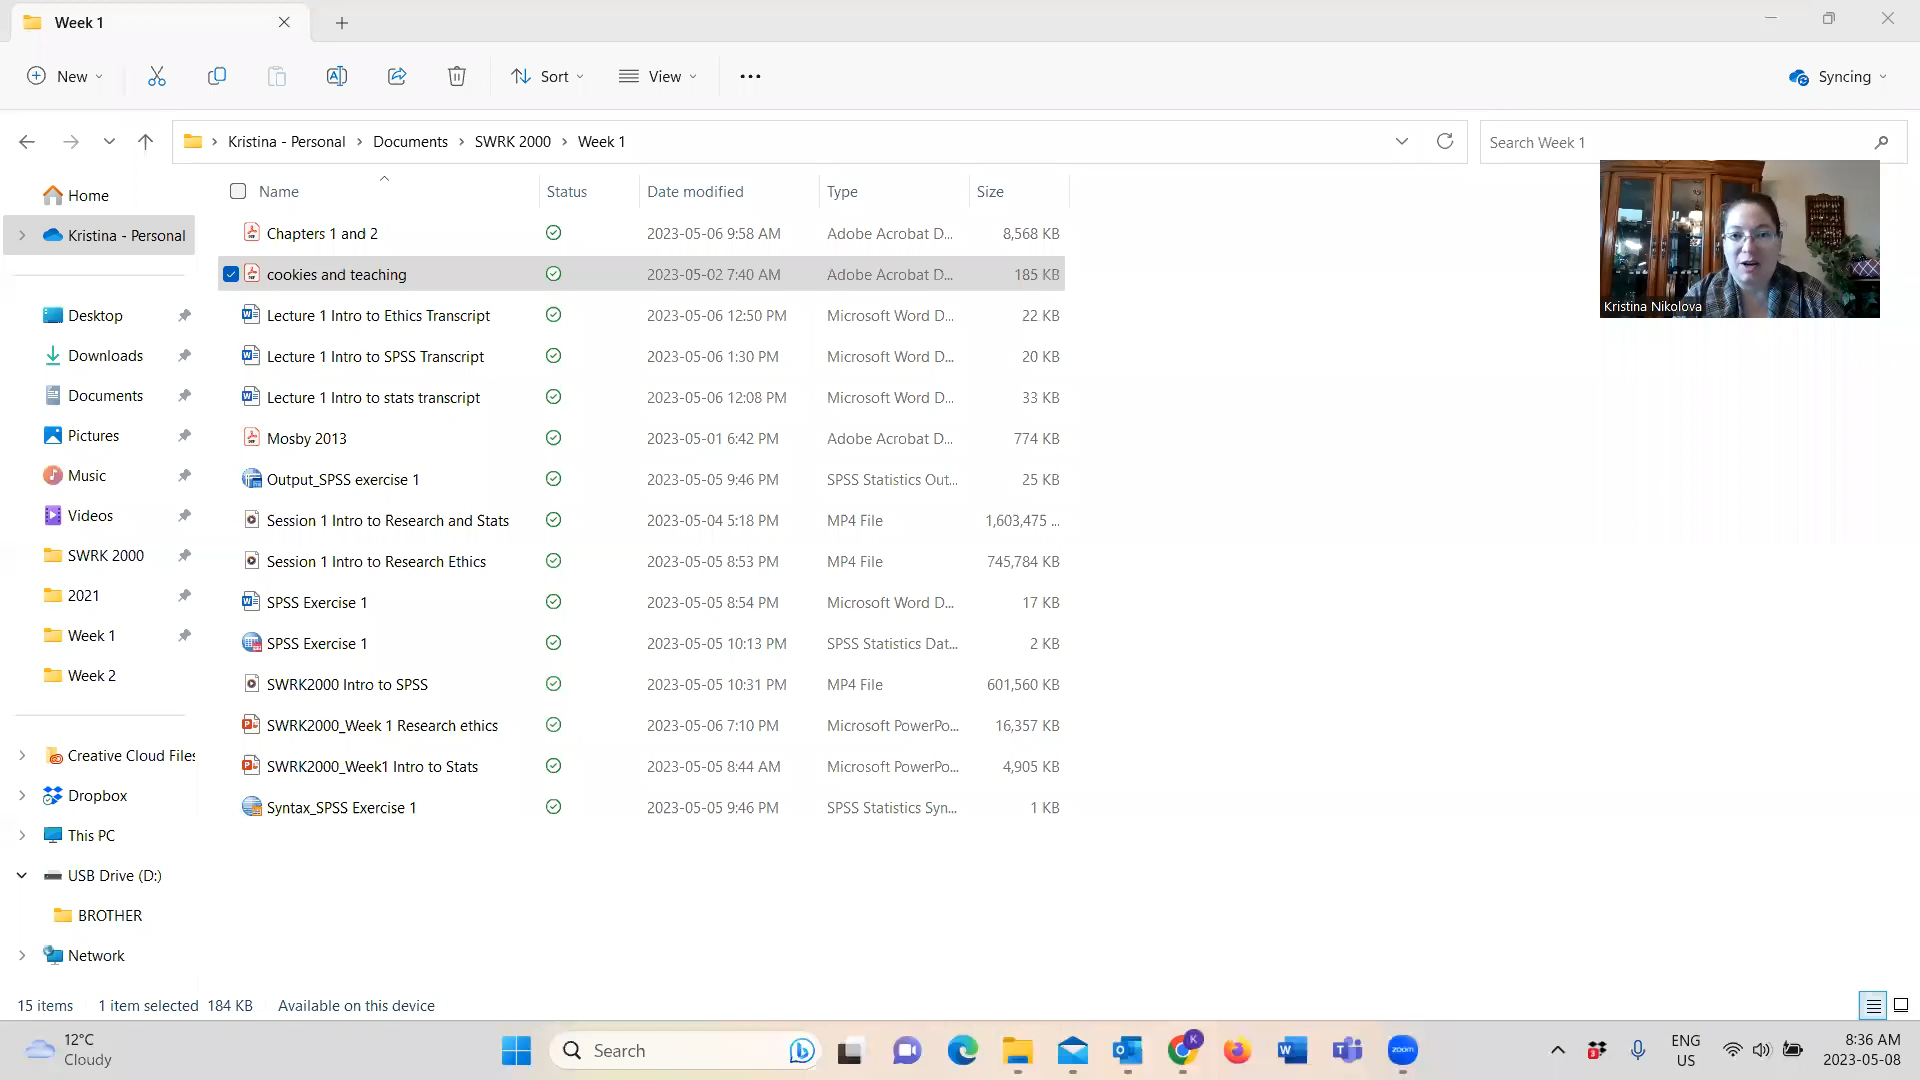 Week 1
New
Sort
View
Syncing
Kristina - Personal > Documents > SWRK 2000 > Week 1
Search Week 1
Name Status Date modified Type Size
Chapters 1 and 2 2023-05-06 9:58 AM Adobe Acrobat D... 8,568 KB
cookies and teaching 2023-05-02 7:40 AM Adobe Acrobat D... 185 KB
Lecture 1 Intro to Ethics Transcript 2023-05-06 12:50 PM Microsoft Word D... 22 KB
Lecture 1 Intro to SPSS Transcript 2023-05-06 1:30 PM Microsoft Word D... 20 KB
Lecture 1 Intro to stats transcript 2023-05-06 12:08 PM Microsoft Word D... 33 KB
Mosby 2013 2023-05-01 6:42 PM Adobe Acrobat D... 774 KB
Output_SPSS exercise 1 2023-05-05 9:46 PM SPSS Statistics Out... 25 KB
Session 1 Intro to Research and Stats 2023-05-04 5:18 PM MP4 File 1,603,475 ...
Session 1 Intro to Research Ethics 2023-05-05 8:53 PM MP4 File 745,784 KB
SPSS Exercise 1 2023-05-05 8:54 PM Microsoft Word D... 17 KB
SPSS Exercise 1 2023-05-05 10:13 PM SPSS Statistics Dat... 2 KB
SWRK2000 Intro to SPSS 2023-05-05 10:31 PM MP4 File 601,560 KB
SWRK2000_Week 1 Research ethics 2023-05-06 7:10 PM Microsoft PowerPo... 16,357 KB
SWRK2000_Week1 Intro to Stats 2023-05-05 8:44 AM Microsoft PowerPo... 4,905 KB
Syntax_SPSS Exercise 1 2023-05-05 9:46 PM SPSS Statistics Syn... 1 KB
Home
Kristina - Personal
Desktop
Downloads
Documents
Pictures
Music
Videos
SWRK 2000
2021
Week 1
Week 2
Creative Cloud Files
Dropbox
This PC
USB Drive (D:)
BROTHER
Network
Kristina Nikolova
15 items 1 item selected 184 KB Available on this device
12°C
Cloudy
Search
K
zoom
3
ENG
US
8:36 AM
2023-05-08